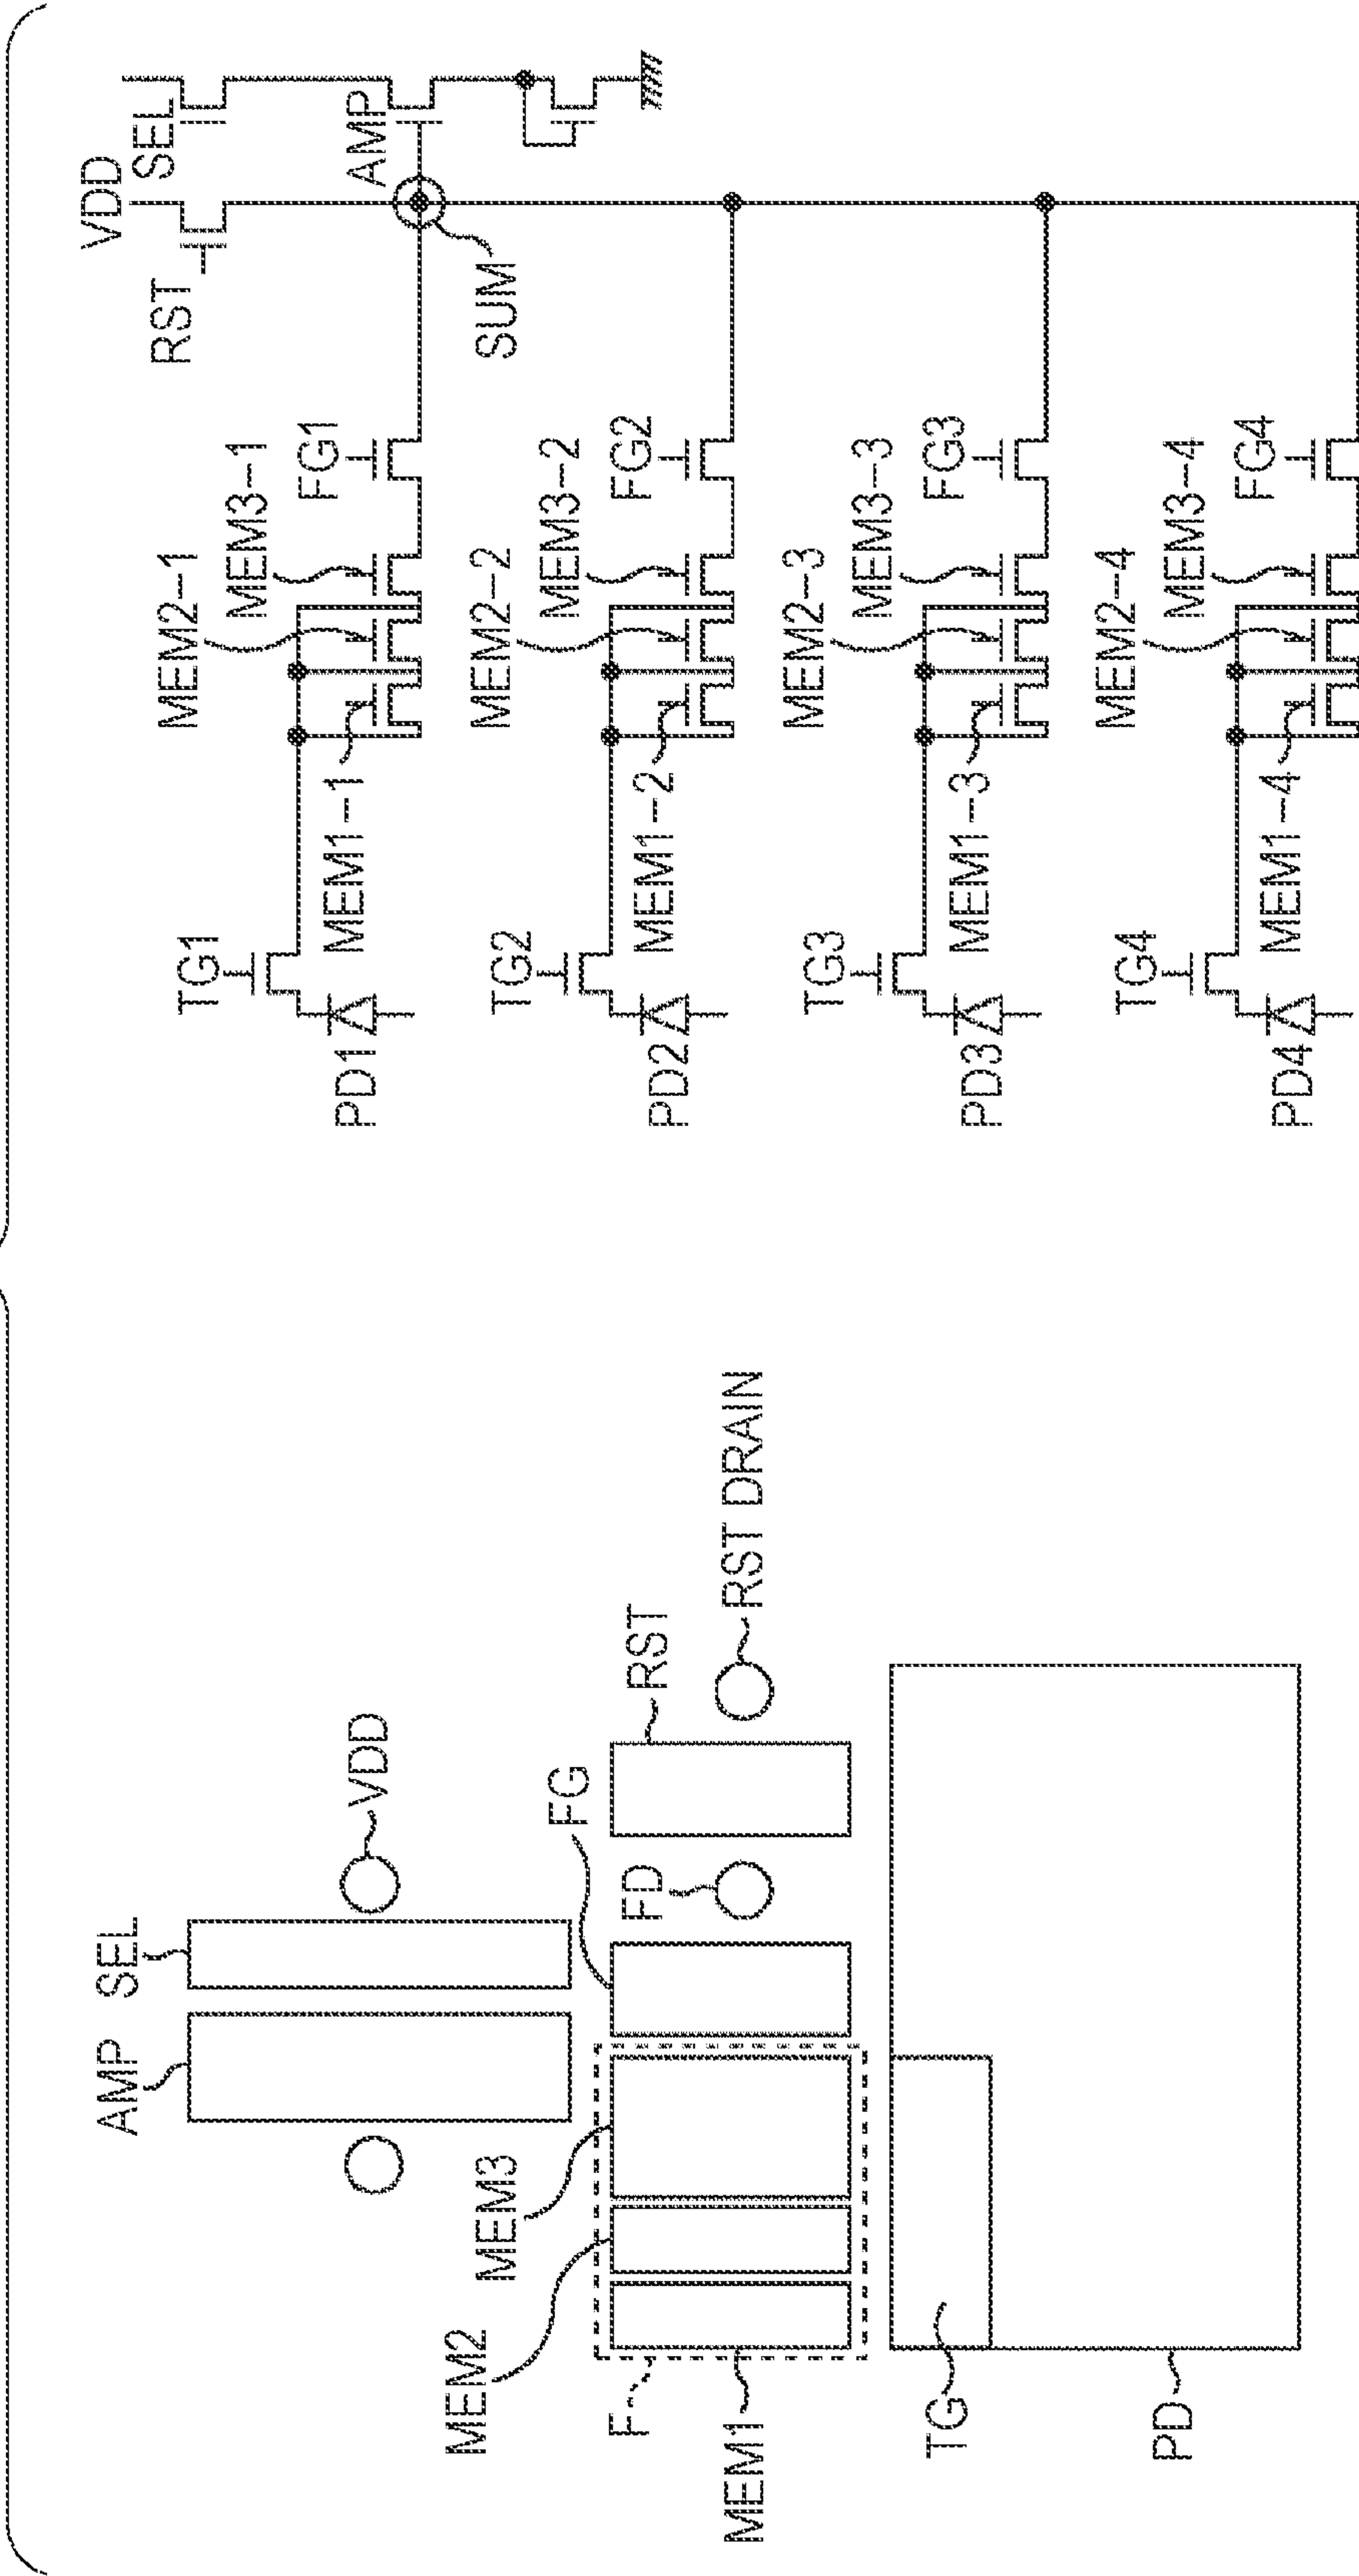 AMP
SEL
VDD
MEM2
MEM3
FG
FD
RST
RST DRAIN
F
MEM1
TG
PD
VDD
SEL
RST
AMP
SUM
TG1
MEM2-1
MEM3-1
FG1
MEM1-1
PD1
TG2
MEM2-2
MEM3-2
FG2
MEM1-2
PD2
TG3
MEM2-3
MEM3-3
FG3
MEM1-3
PD3
TG4
MEM2-4
MEM3-4
FG4
MEM1-4
PD4